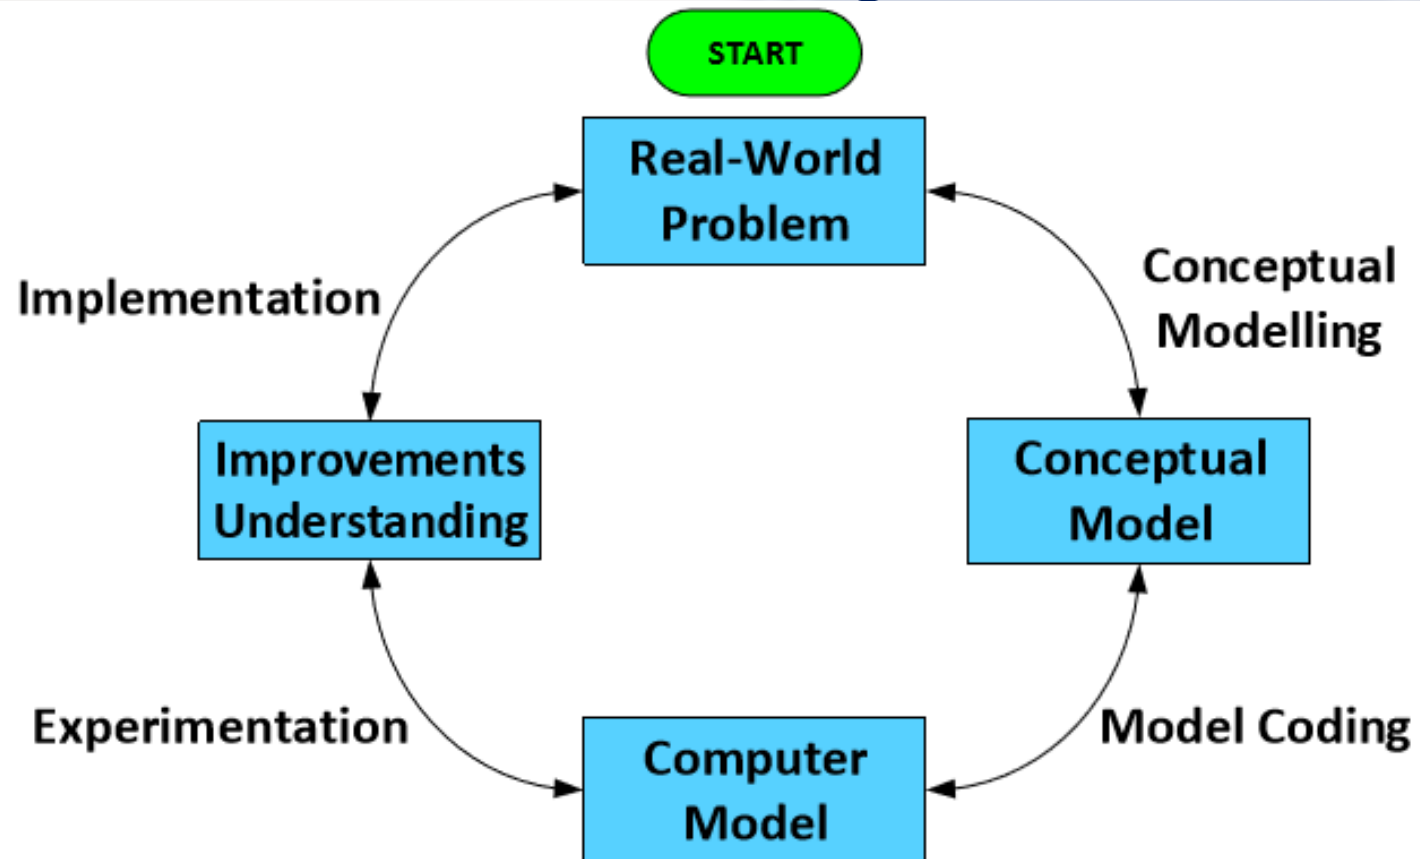 START
Real-World
Problem
Implementation
Conceptual
Modelling
Improvements
Understanding
Conceptual
Model
Experimentation
Model Coding
Computer
Model